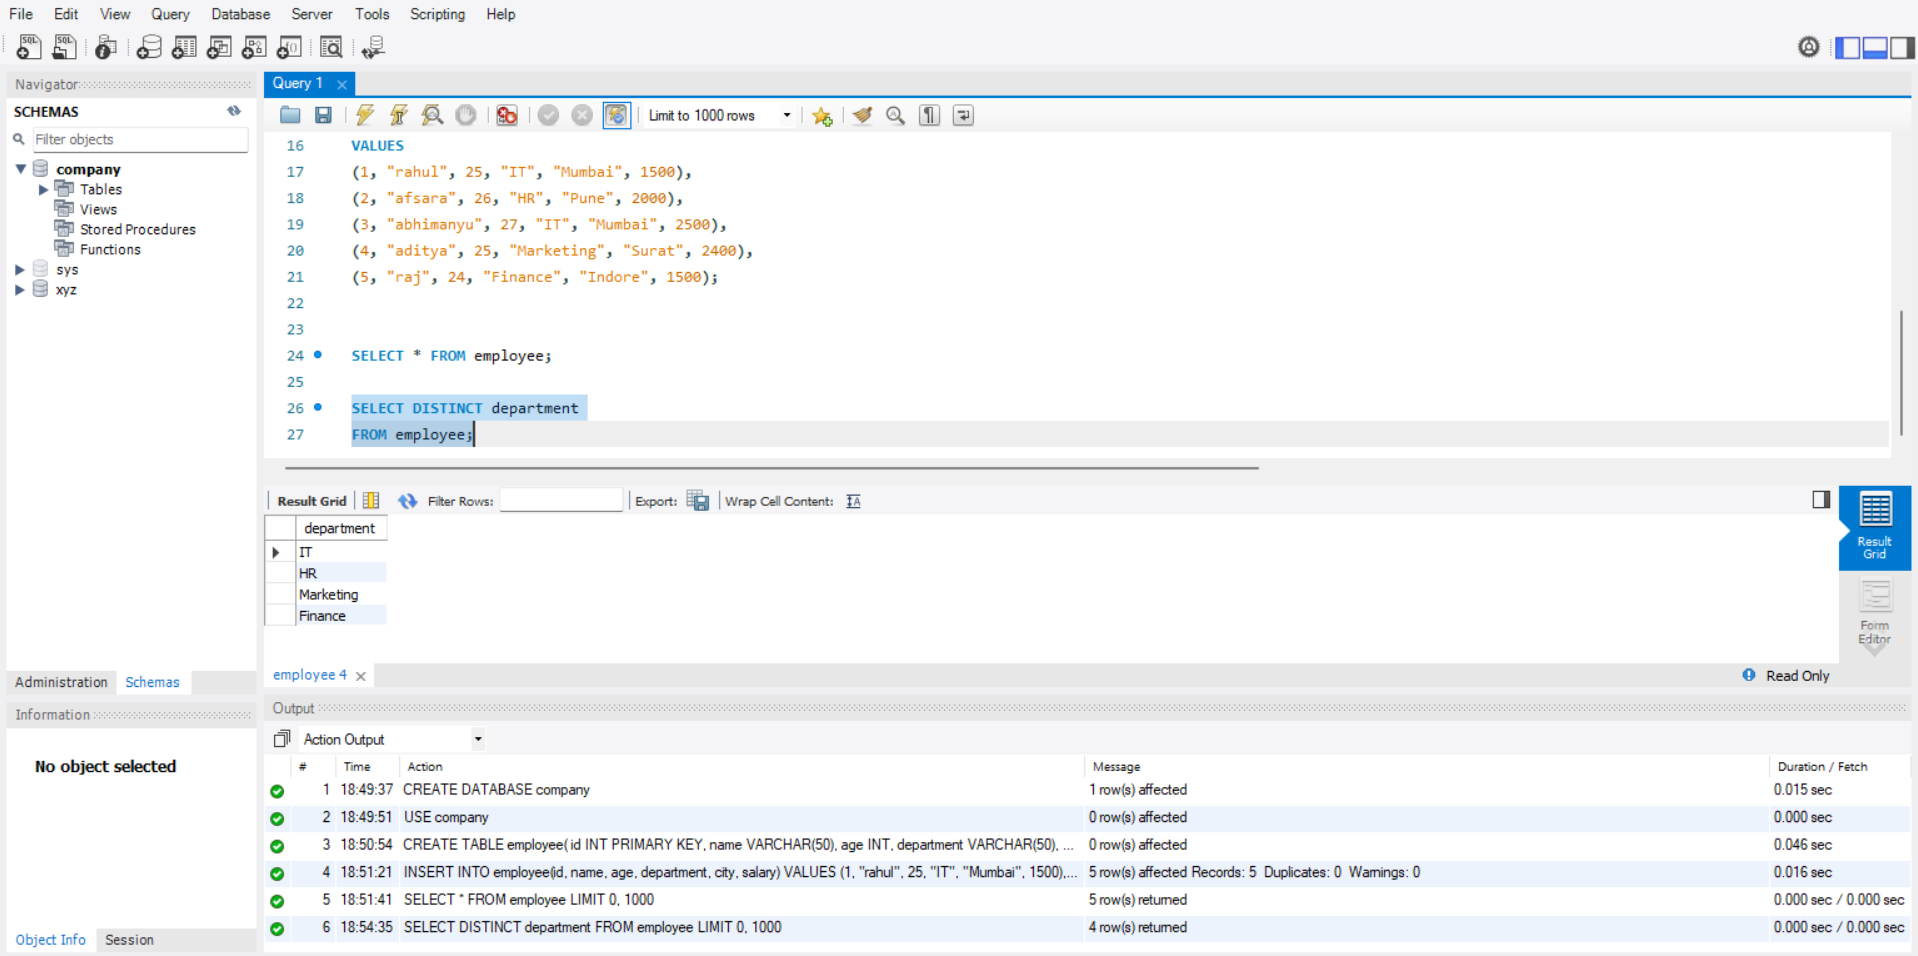 File Edit View Query Database Server Tools Scripting Help
Navigator
SCHEMAS
Filter objects
company
Tables
Views
Stored Procedures
Functions
sys
xyz
Administration Schemas
Information
No object selected
Object Info Session
Query 1
Limit to 1000 rows
16 VALUES
17 (1, "rahul", 25, "IT", "Mumbai", 1500),
18 (2, "afsara", 26, "HR", "Pune", 2000),
19 (3, "abhimanyu", 27, "IT", "Mumbai", 2500),
20 (4, "aditya", 25, "Marketing", "Surat", 2400),
21 (5, "raj", 24, "Finance", "Indore", 1500);
22
23
24 SELECT * FROM employee;
25
26 SELECT DISTINCT department
27 FROM employee;
Result Grid Filter Rows: Export: Wrap Cell Content:
department
IT
HR
Marketing
Finance
Result
Grid
Form
Editor
employee 4 Read Only
Output
Action Output
# Time Action Message Duration / Fetch
1 18:49:37 CREATE DATABASE company 1 row(s) affected 0.015 sec
2 18:49:51 USE company 0 row(s) affected 0.000 sec
3 18:50:54 CREATE TABLE employee( id INT PRIMARY KEY, name VARCHAR(50), age INT, department VARCHAR(50), ... 0 row(s) affected 0.046 sec
4 18:51:21 INSERT INTO employee(id, name, age, department, city, salary) VALUES (1, "rahul", 25, "IT", "Mumbai", 1500),... 5 row(s) affected Records: 5 Duplicates: 0 Warnings: 0 0.016 sec
5 18:51:41 SELECT * FROM employee LIMIT 0, 1000 5 row(s) returned 0.000 sec / 0.000 sec
6 18:54:35 SELECT DISTINCT department FROM employee LIMIT 0, 1000 4 row(s) returned 0.000 sec / 0.000 sec